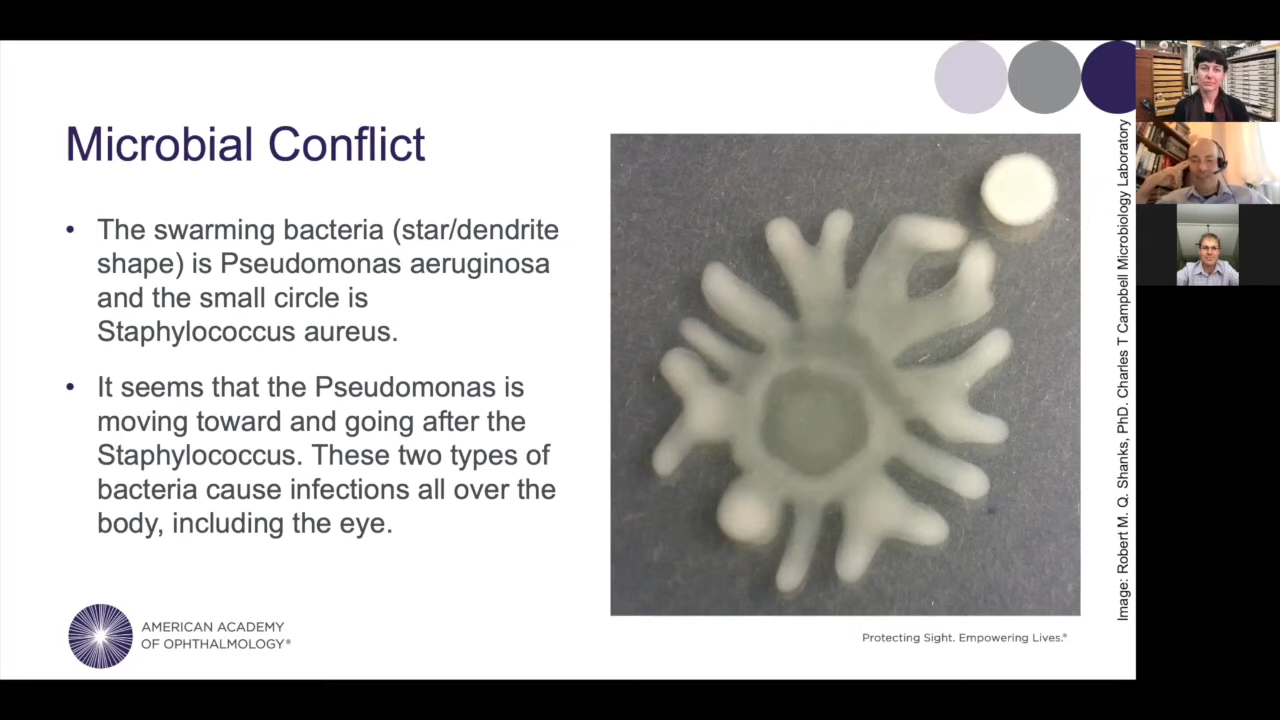 Microbial Conflict
• The swarming bacteria (star/dendrite
shape) is Pseudomonas aeruginosa
and the small circle is
Staphylococcus aureus.
• It seems that the Pseudomonas is
moving toward and going after the
Staphylococcus. These two types of
bacteria cause infections all over the
body, including the eye.
Image: Robert M. Q. Shanks, PhD. Charles T Campbell Microbiology Laboratory
AMERICAN ACADEMY
OF OPHTHALMOLOGY®
Protecting Sight. Empowering Lives.®